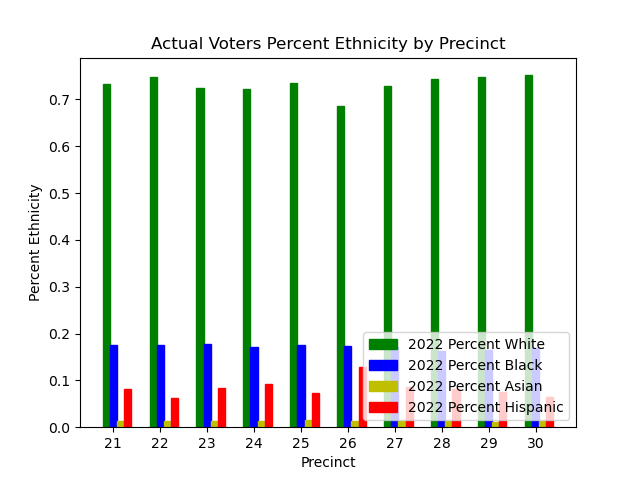 Actual Voters Percent Ethnicity by Precinct
0.7
0.6
0.5
0.4
0.3
0.2
0.1
0.0
Percent Ethnicity
2022 Percent White
2022 Percent Black
2022 Percent Asian
2022 Percent Hispanic
21 22 23 24 25 26 27 28 29 30
Precinct